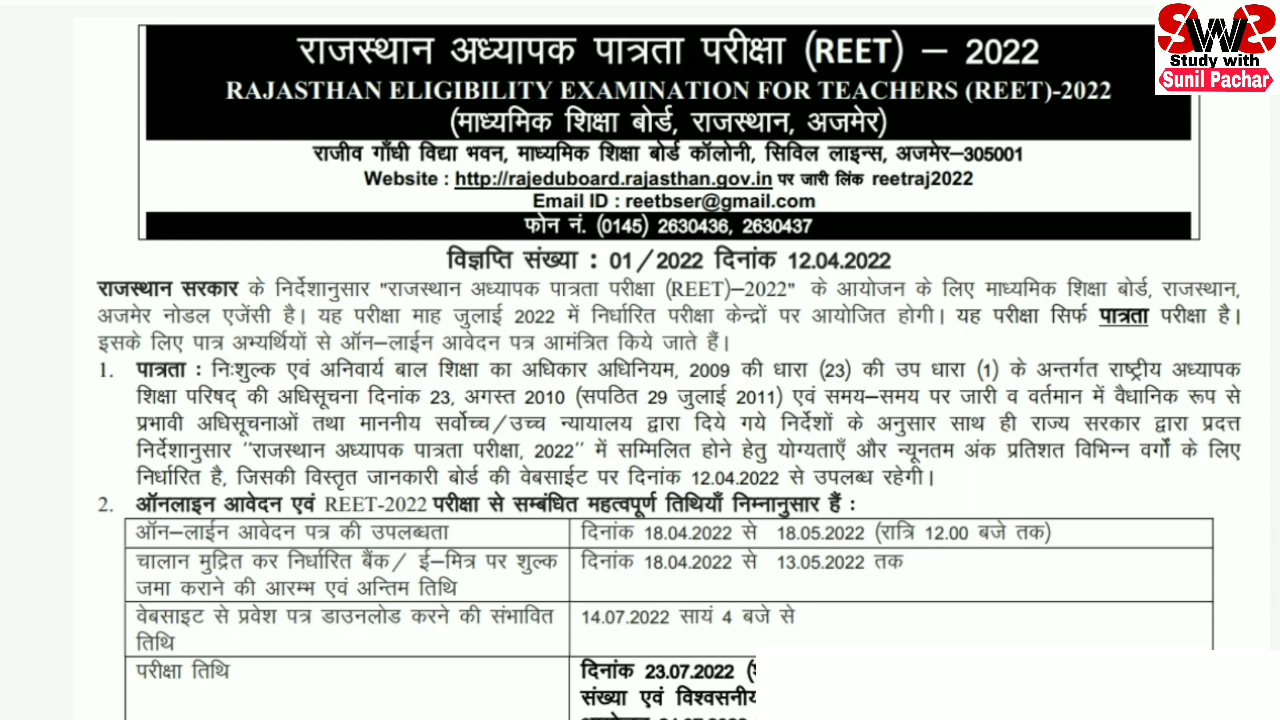 राजस्थान अध्यापक पात्रता परीक्षा (REET) – 2022
RAJASTHAN ELIGIBILITY EXAMINATION FOR TEACHERS (REET)-2022
(माध्यमिक शिक्षा बोर्ड, राजस्थान, अजमेर)
राजीव गाँधी विद्या भवन, माध्यमिक शिक्षा बोर्ड कॉलोनी, सिविल लाइन्स, अजमेर–305001
Website : http://rajeduboard.rajasthan.gov.in पर जारी लिंक reetraj2022
Email ID : reetbser@gmail.com
फोन नं. (0145) 2630436, 2630437
SWS
Study with
Sunil Pachar
विज्ञप्ति संख्या : 01/2022 दिनांक 12.04.2022
राजस्थान सरकार के निर्देशानुसार "राजस्थान अध्यापक पात्रता परीक्षा (REET)–2022" के आयोजन के लिए माध्यमिक शिक्षा बोर्ड, राजस्थान,
अजमेर नोडल एजेंसी है। यह परीक्षा माह जुलाई 2022 में निर्धारित परीक्षा केन्द्रों पर आयोजित होगी। यह परीक्षा सिर्फ पात्रता परीक्षा है।
इसके लिए पात्र अभ्यर्थियों से ऑन–लाईन आवेदन पत्र आमंत्रित किये जाते हैं।
1. पात्रता : निःशुल्क एवं अनिवार्य बाल शिक्षा का अधिकार अधिनियम, 2009 की धारा (23) की उप धारा (1) के अन्तर्गत राष्ट्रीय अध्यापक
शिक्षा परिषद् की अधिसूचना दिनांक 23, अगस्त 2010 (सपठित 29 जुलाई 2011) एवं समय–समय पर जारी व वर्तमान में वैधानिक रूप से
प्रभावी अधिसूचनाओं तथा माननीय सर्वोच्च/उच्च न्यायालय द्वारा दिये गये निर्देशों के अनुसार साथ ही राज्य सरकार द्वारा प्रदत्त
निर्देशानुसार ''राजस्थान अध्यापक पात्रता परीक्षा, 2022'' में सम्मिलित होने हेतु योग्यताएँ और न्यूनतम अंक प्रतिशत विभिन्न वर्गों के लिए
निर्धारित है, जिसकी विस्तृत जानकारी बोर्ड की वेबसाईट पर दिनांक 12.04.2022 से उपलब्ध रहेगी।
2. ऑनलाइन आवेदन एवं REET-2022 परीक्षा से सम्बंधित महत्वपूर्ण तिथियाँ निम्नानुसार हैं :
ऑन–लाईन आवेदन पत्र की उपलब्धता दिनांक 18.04.2022 से 18.05.2022 (रात्रि 12.00 बजे तक)
चालान मुद्रित कर निर्धारित बैंक/ ई–मित्र पर शुल्क दिनांक 18.04.2022 से 13.05.2022 तक
जमा कराने की आरम्भ एवं अन्तिम तिथि
वेबसाइट से प्रवेश पत्र डाउनलोड करने की संभावित 14.07.2022 सायं 4 बजे से
तिथि
परीक्षा तिथि दिनांक 23.07.2022
संख्या एवं